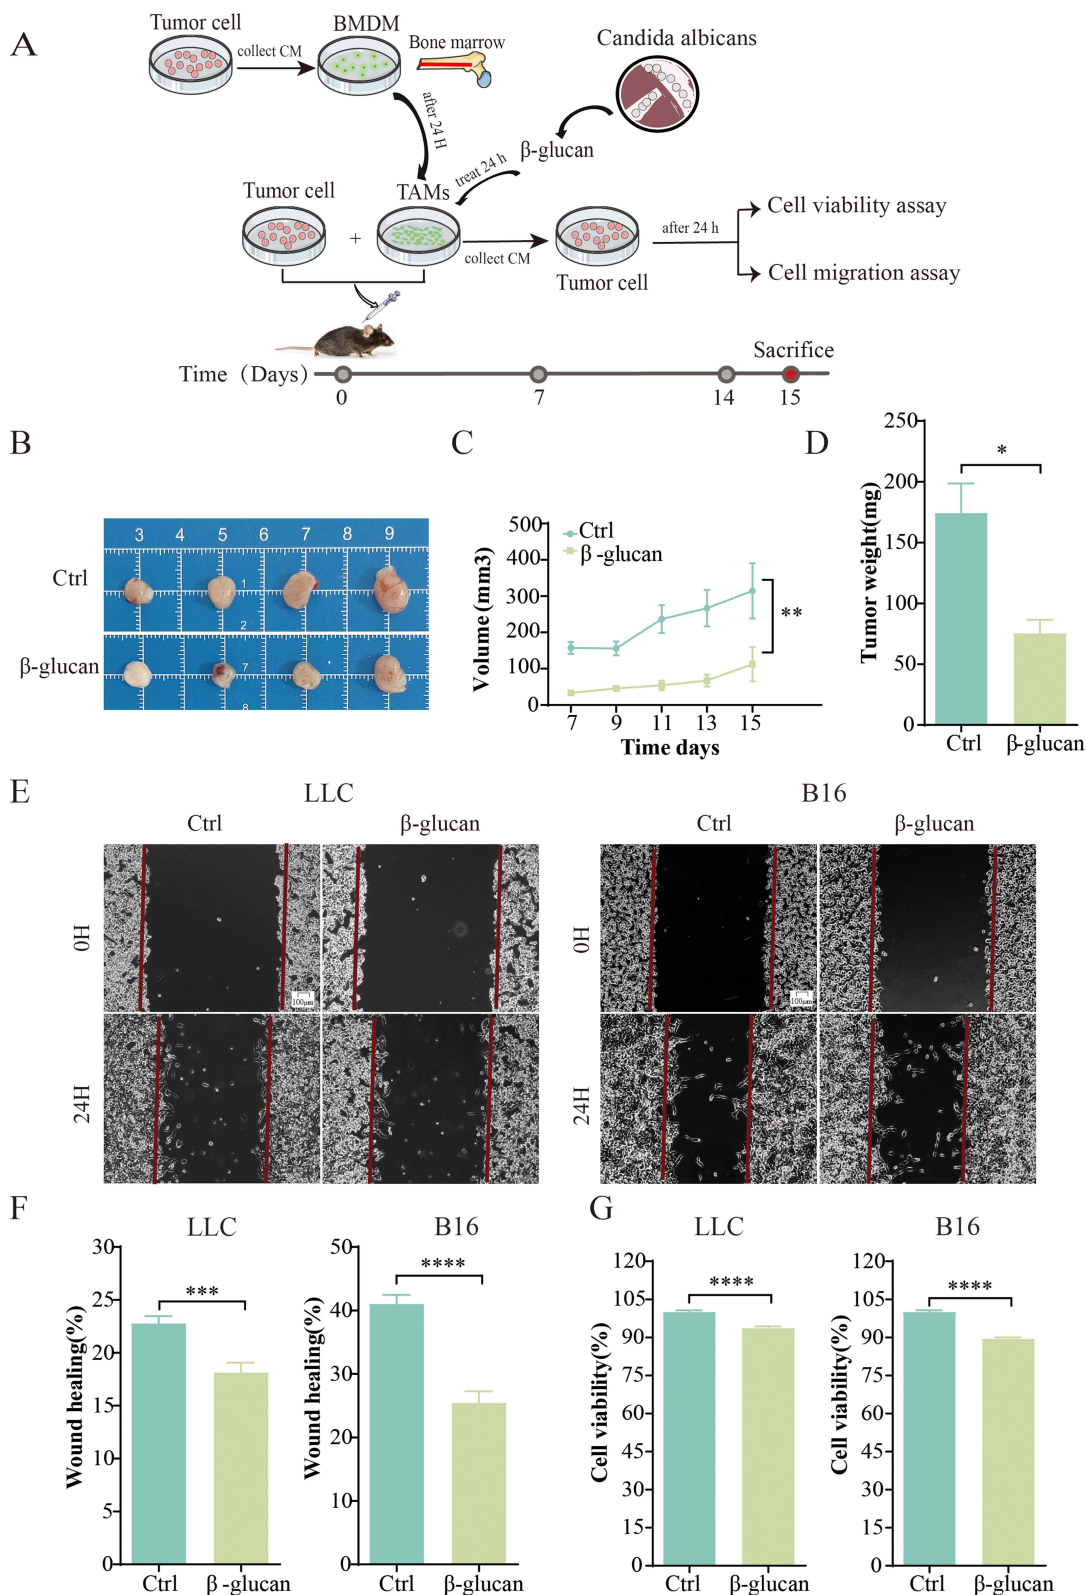 A
Tumor cell
collect CM
BMDM
Bone marrow
Candida albicans
after 24 H
β-glucan
treat 24 h
Tumor cell
+
TAMs
collect CM
Tumor cell
after 24 h
Cell viability assay
Cell migration assay
Sacrifice
Time (Days)
0 7 14 15
B
3 4 5 6 7 8 9
Ctrl
1
2
β-glucan
7
8
C
Volume (mm3)
500
400
300
200
100
0
Ctrl
β -glucan
**
7 9 11 13 15
Time days
D
Tumor weight(mg)
250
200
150
100
50
0
*
Ctrl β-glucan
E
LLC B16
Ctrl β-glucan Ctrl β-glucan
0H
100μm
0H
100μm
24H
24H
F
LLC
Wound healing(%)
30
25
20
15
10
5
0
***
Ctrl β -glucan
B16
Wound healing(%)
50
40
30
20
10
0
****
Ctrl β-glucan
G
LLC
Cell viability(%)
120
105
90
75
60
45
30
15
0
****
Ctrl β-glucan
B16
Cell viability(%)
120
105
90
75
60
45
30
15
0
****
Ctrl β-glucan